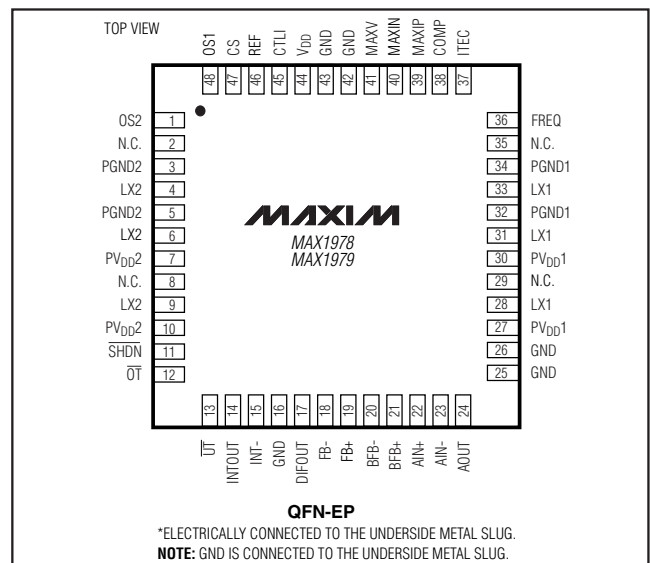 TOP VIEW
OS1
CS
REF
CTLI
VDD
GND
GND
MAXV
MAXIN
MAXIP
COMP
ITEC
48
47
46
45
44
43
42
41
40
39
38
37
OS2 1
N.C. 2
PGND2 3
LX2 4
PGND2 5
LX2 6
PVDD2 7
N.C. 8
LX2 9
PVDD2 10
SHDN 11
OT 12
MAXIM
MAX1978
MAX1979
36 FREQ
35 N.C.
34 PGND1
33 LX1
32 PGND1
31 LX1
30 PVDD1
29 N.C.
28 LX1
27 PVDD1
26 GND
25 GND
13
14
15
16
17
18
19
20
21
22
23
24
UT
INTOUT
INT-
GND
DIFOUT
FB-
FB+
BFB-
BFB+
AIN+
AIN-
AOUT
QFN-EP
*ELECTRICALLY CONNECTED TO THE UNDERSIDE METAL SLUG.
NOTE: GND IS CONNECTED TO THE UNDERSIDE METAL SLUG.